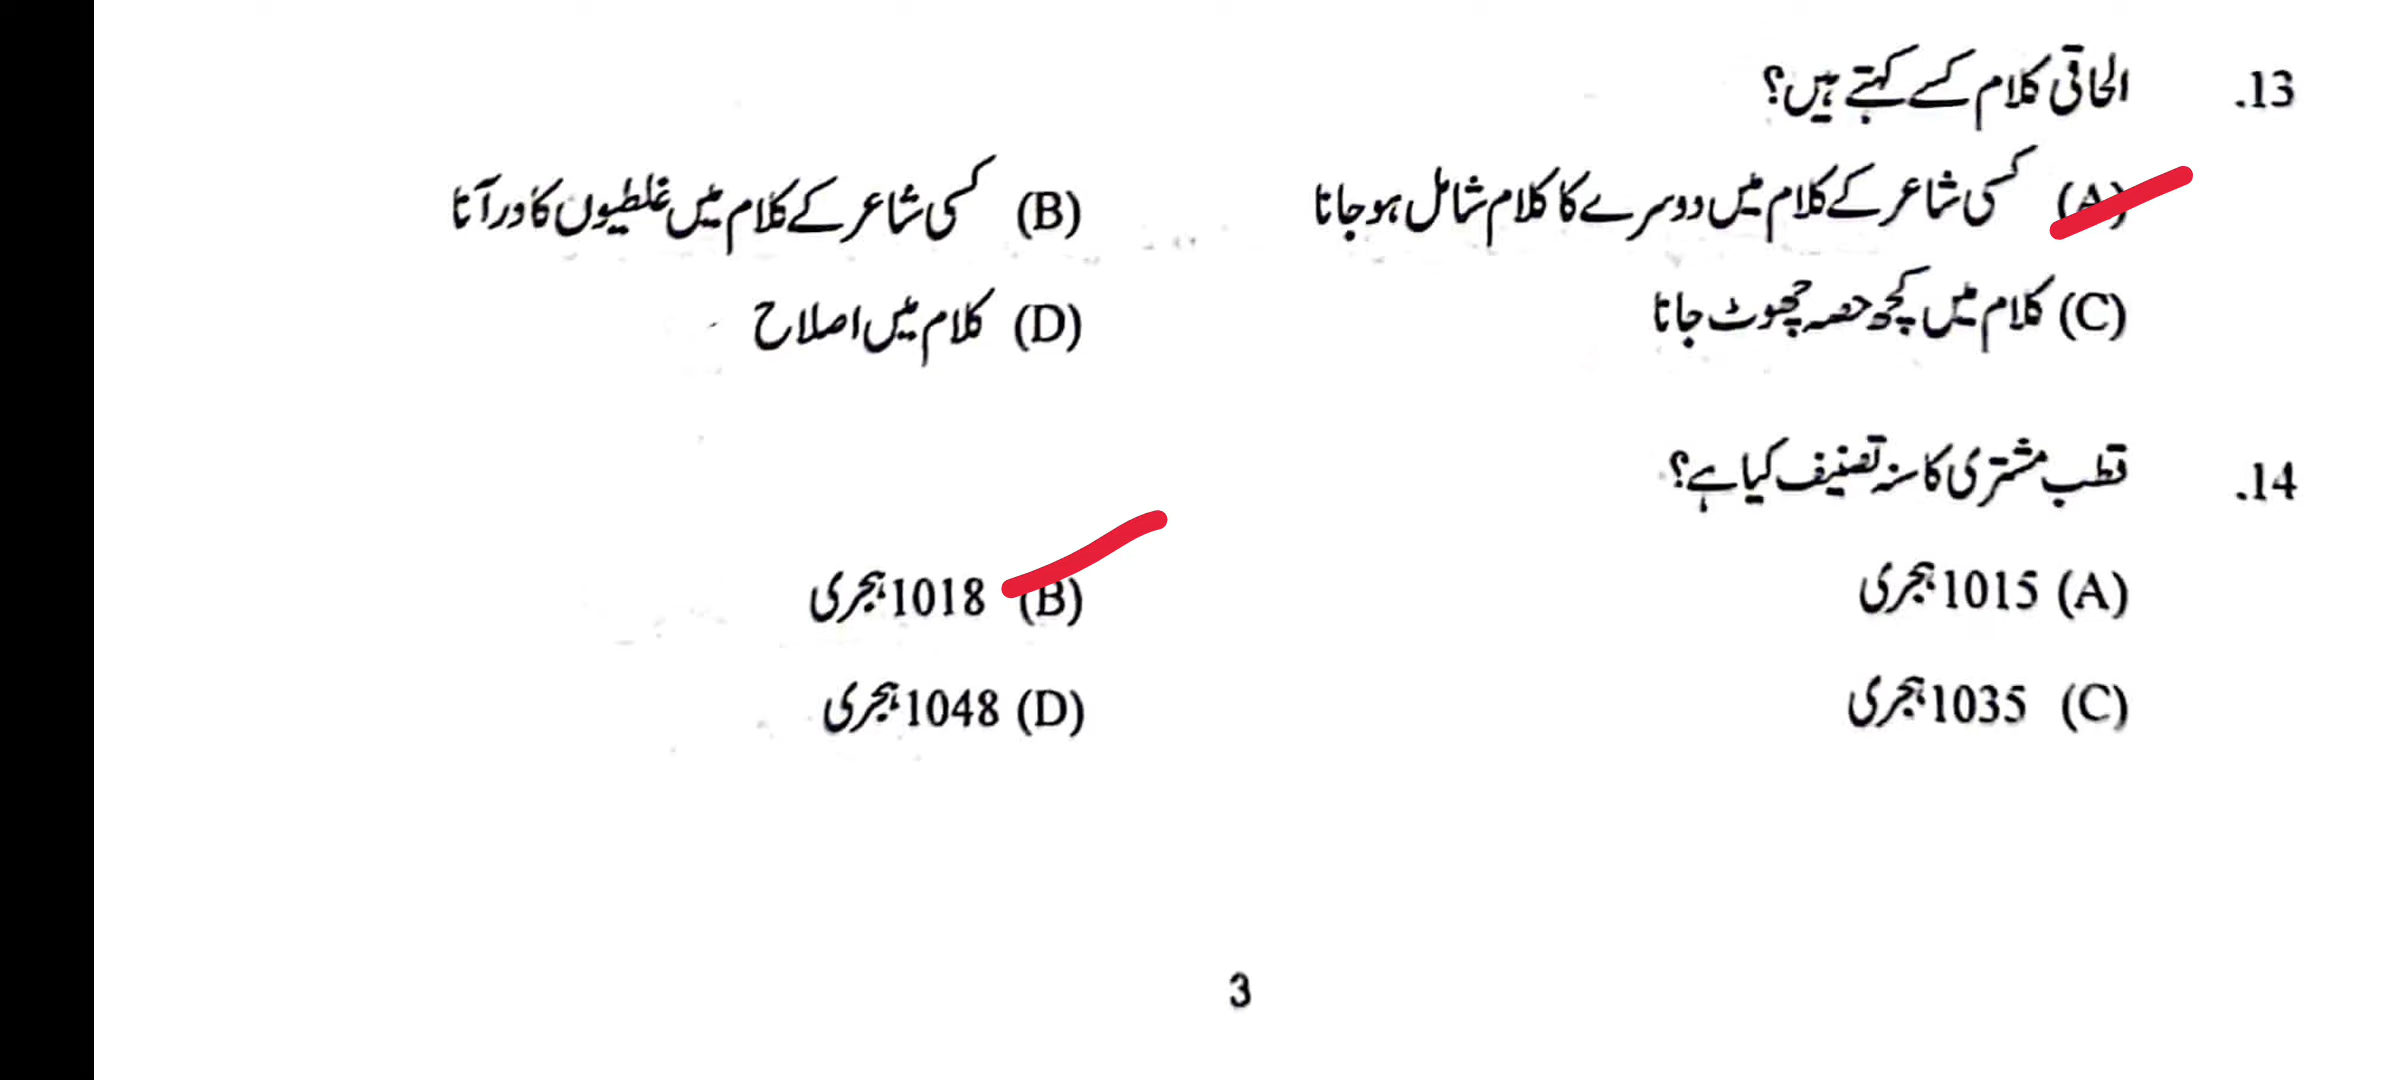 13. الحاقی کلام کسے کہتے ہیں؟
(A) کسی شاعر کے کلام میں دوسرے کا کلام شامل ہو جانا (B) کسی شاعر کے کلام میں غلطیوں کا در آنا
(C) کلام میں کچھ حصہ چھوٹ جانا (D) کلام میں اصلاح
14. قطب مشتری کا سنہ تصنیف کیا ہے؟
(A) 1015 ہجری (B) 1018 ہجری
(C) 1035 ہجری (D) 1048 ہجری
3